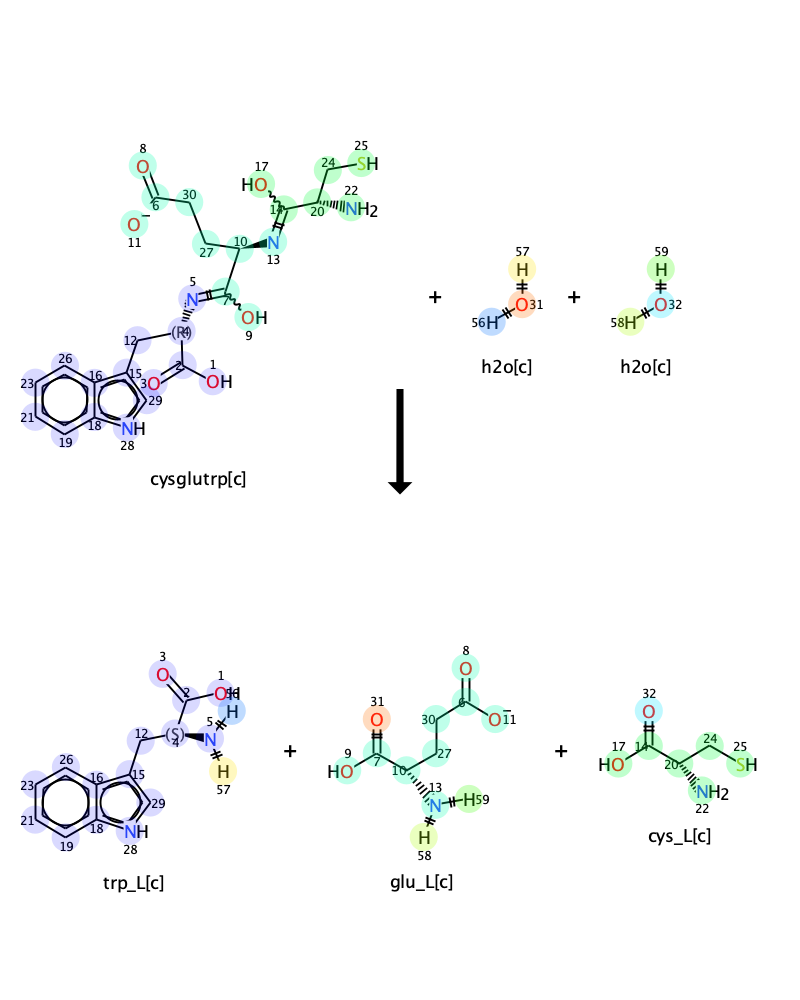 8
25
24
17
SH
O
HO
30
22
6
14
20
NH2
O−
11
10
27
N
13
57
59
5
H
H
N
7
+
O31
+
O32
OH
56H
58H
9
(R)4
12
h2o[c]
h2o[c]
26
2
1
15
16
3O
OH
23
29
21
18
NH
19
28
cysglutrp[c]
3
8
1
O
O
32
31
O
2
OH
56
O
6
O−11
H
30
12
5
9
17
24
25
(S)
N
+
27
+
14
4
7
10
HO
20
SH
26
15
HO
H
16
57
13
NH2
23
N
H59
22
29
21
18
NH
H
19
28
58
cys_L[c]
trp_L[c]
glu_L[c]